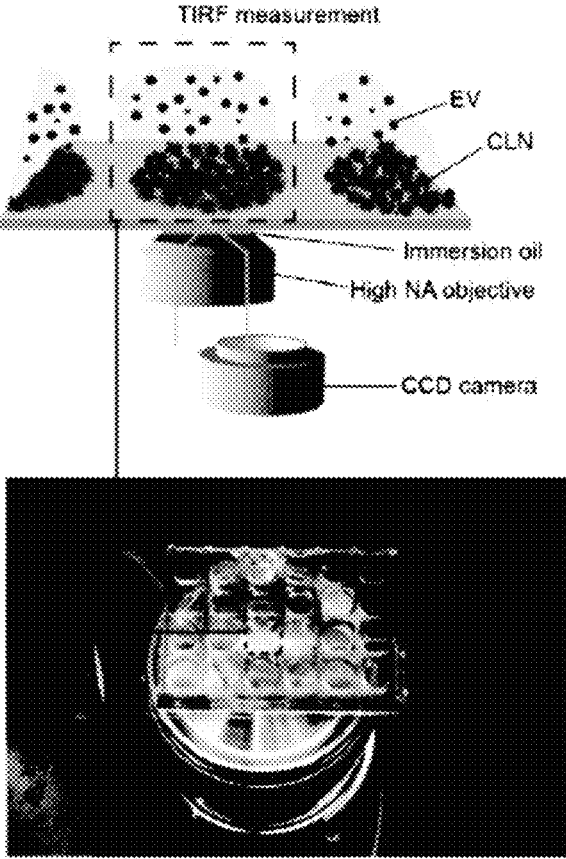 TIRF measurement
EV
CLN
Immersion oil
High NA objective
CCD camera